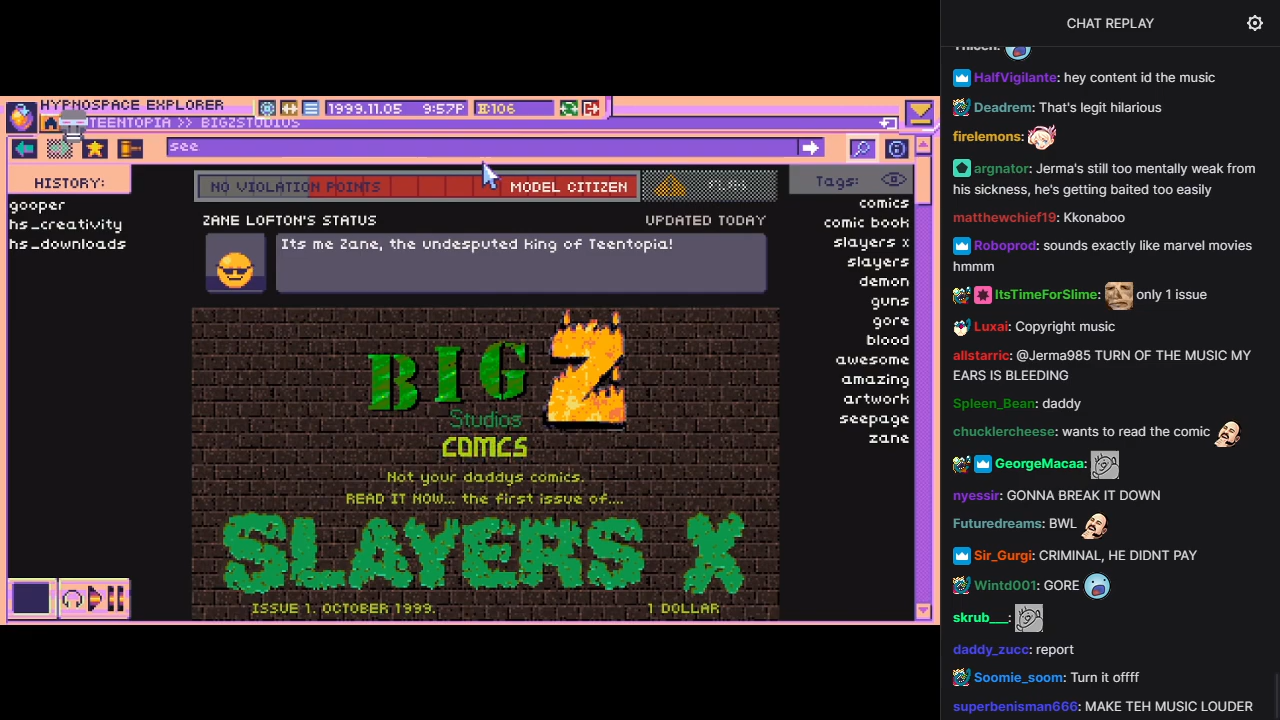 HYPNOSPACE EXPLORER
1999.11.05 9:57P 106
TEENTOPIA >> BIGZSTUDIOS
see
HISTORY:
gooper
hs_creativity
hs_downloads
NO VIOLATION POINTS
MODEL CITIZEN
ZANE LOFTON'S STATUS
UPDATED TODAY
Its me Zane, the undesputed king of Teentopia!
BIG Z
Studios
COMICS
Not your daddys comics.
READ IT NOW... the first issue of....
SLAYERS X
ISSUE 1. OCTOBER 1999.
1 DOLLAR
Tags:
comics
comic book
slayers x
slayers
demon
guns
gore
blood
awesome
amazing
artwork
seepage
zane
CHAT REPLAY
HalfVigilante: hey content id the music
Deadrem: That's legit hilarious
firelemons:
argnator: Jerma's still too mentally weak from
his sickness, he's getting baited too easily
matthewchief19: Kkonaboo
Roboprod: sounds exactly like marvel movies
hmmm
ItsTimeForSlime: only 1 issue
Luxai: Copyright music
allstarric: @Jerma985 TURN OF THE MUSIC MY
EARS IS BLEEDING
Spleen_Bean: daddy
chucklercheese: wants to read the comic
GeorgeMacaa:
nyessir: GONNA BREAK IT DOWN
Futuredreams: BWL
Sir_Gurgi: CRIMINAL, HE DIDNT PAY
Wintd001: GORE
skrub___:
daddy_zucc: report
Soomie_soom: Turn it offff
superbenisman666: MAKE TEH MUSIC LOUDER